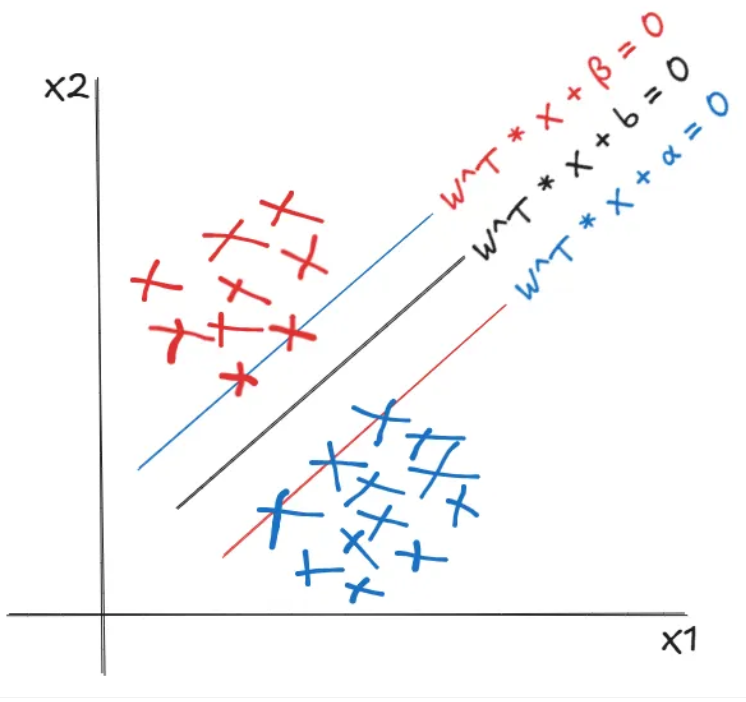 X2
W^T * X + β = 0
W^T * X + b = 0
W^T * X + α = 0
X1